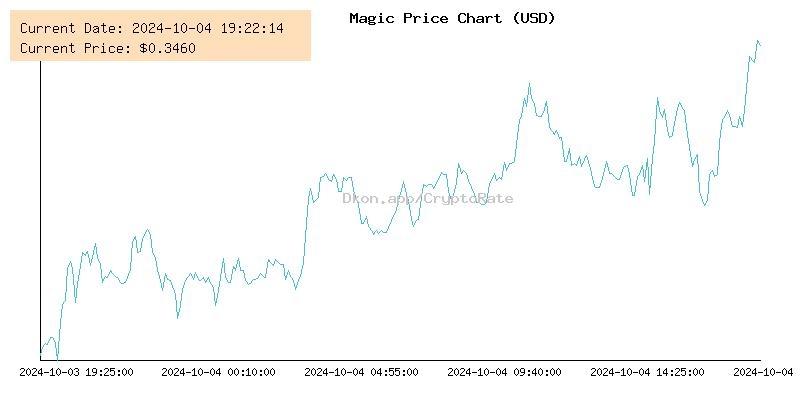 Magic Price Chart (USD)
Current Date: 2024-10-04 19:22:14
Current Price: $0.3460
Dkon.app/CryptoRate
2024-10-03 19:25:00 2024-10-04 00:10:00 2024-10-04 04:55:00 2024-10-04 09:40:00 2024-10-04 14:25:00 2024-10-04